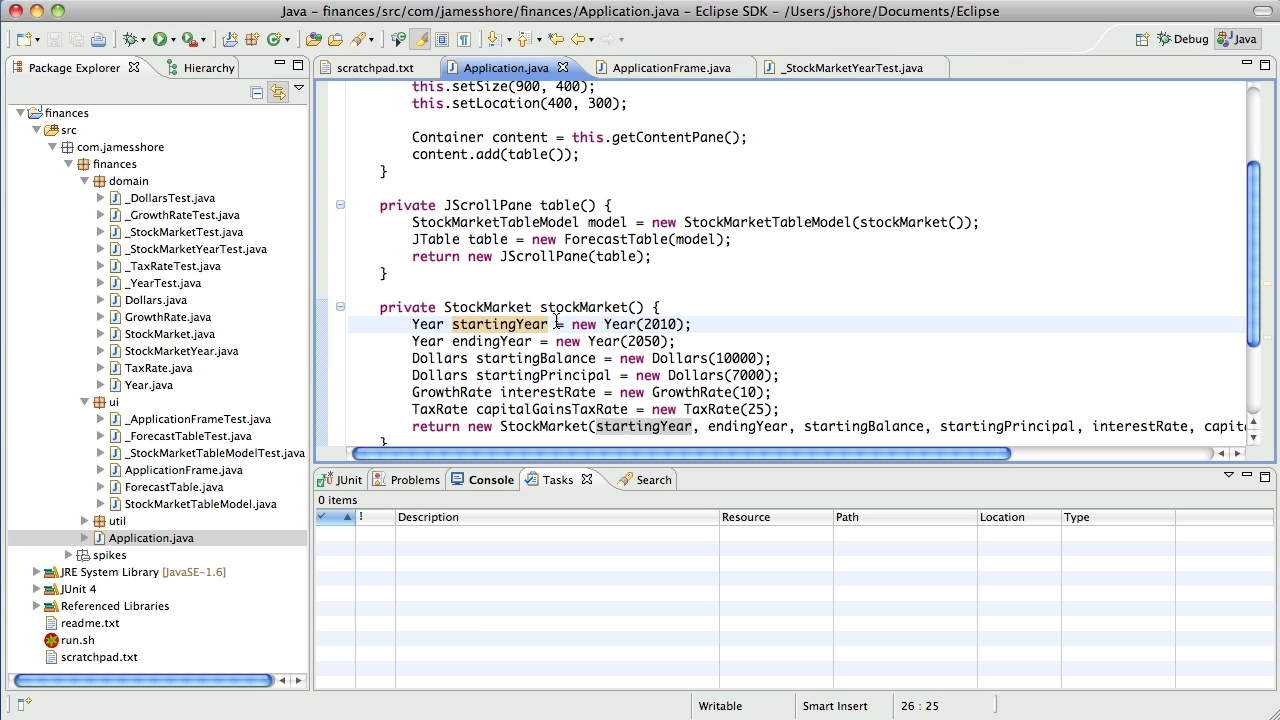 Java - finances/src/com/jamesshore/finances/Application.java - Eclipse SDK - /Users/jshore/Documents/Eclipse
Debug
Java
Package Explorer
Hierarchy
scratchpad.txt
Application.java
ApplicationFrame.java
_StockMarketYearTest.java
finances
src
com.jamesshore
finances
domain
_DollarsTest.java
_GrowthRateTest.java
_StockMarketTest.java
_StockMarketYearTest.java
_TaxRateTest.java
_YearTest.java
Dollars.java
GrowthRate.java
StockMarket.java
StockMarketYear.java
TaxRate.java
Year.java
ui
_ApplicationFrameTest.java
_ForecastTableTest.java
_StockMarketTableModelTest.java
ApplicationFrame.java
ForecastTable.java
StockMarketTableModel.java
util
Application.java
spikes
JRE System Library [JavaSE-1.6]
JUnit 4
Referenced Libraries
readme.txt
run.sh
scratchpad.txt
this.setSize(900, 400);
this.setLocation(400, 300);
Container content = this.getContentPane();
content.add(table());
}
private JScrollPane table() {
StockMarketTableModel model = new StockMarketTableModel(stockMarket());
JTable table = new ForecastTable(model);
return new JScrollPane(table);
}
private StockMarket stockMarket() {
Year startingYear = new Year(2010);
Year endingYear = new Year(2050);
Dollars startingBalance = new Dollars(10000);
Dollars startingPrincipal = new Dollars(7000);
GrowthRate interestRate = new GrowthRate(10);
TaxRate capitalGainsTaxRate = new TaxRate(25);
return new StockMarket(startingYear, endingYear, startingBalance, startingPrincipal, interestRate, capit
}
JUnit
Problems
Console
Tasks
Search
0 items
! Description Resource Path Location Type
Writable
Smart Insert
26 : 25